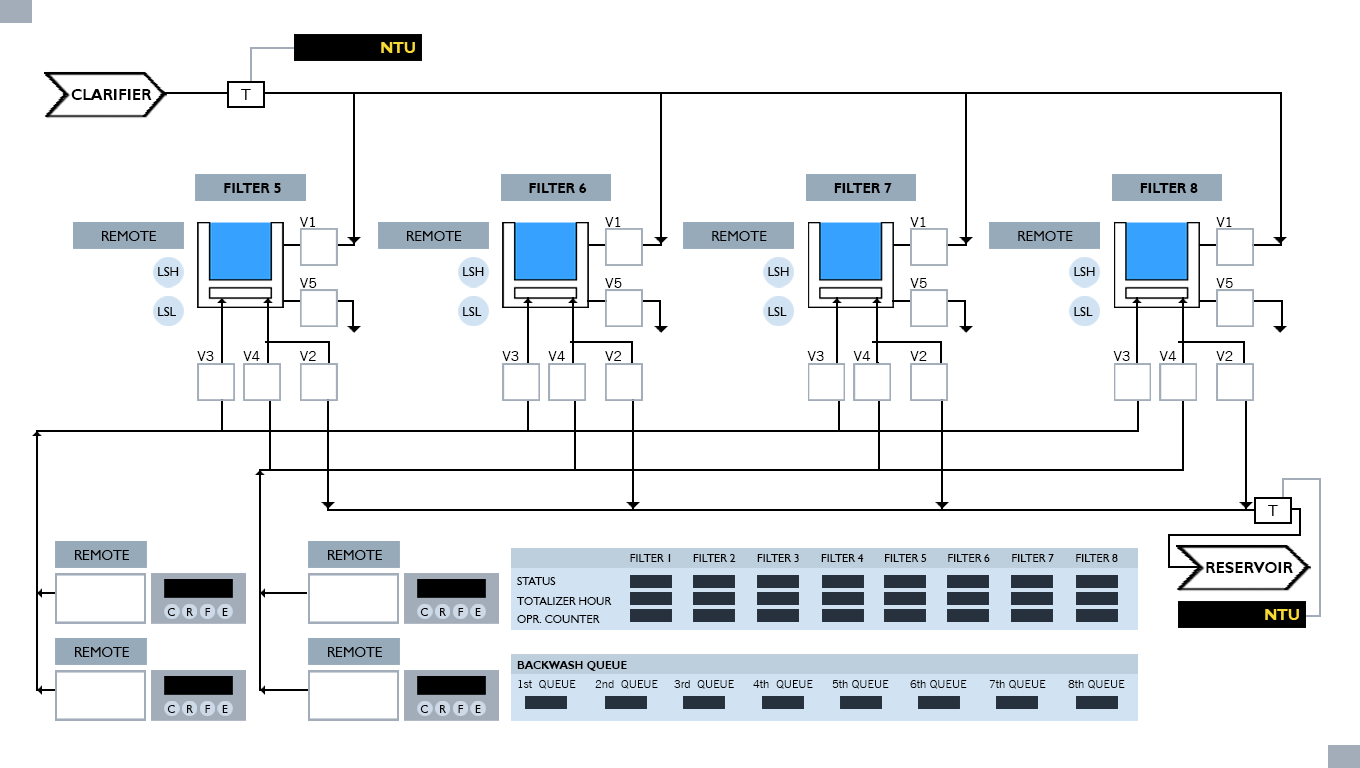 NTU
CLARIFIER
T
FILTER 5
FILTER 6
FILTER 7
FILTER 8
REMOTE
V1
REMOTE
V1
REMOTE
V1
REMOTE
V1
LSH
LSH
LSH
LSH
V5
V5
V5
V5
LSL
LSL
LSL
LSL
V3 V4 V2
V3 V4 V2
V3 V4 V2
V3 V4 V2
T
REMOTE
REMOTE
C R F E
C R F E
REMOTE
REMOTE
C R F E
C R F E
FILTER 1 FILTER 2 FILTER 3 FILTER 4 FILTER 5 FILTER 6 FILTER 7 FILTER 8
STATUS
TOTALIZER HOUR
OPR. COUNTER
RESERVOIR
NTU
BACKWASH QUEUE
1st QUEUE 2nd QUEUE 3rd QUEUE 4th QUEUE 5th QUEUE 6th QUEUE 7th QUEUE 8th QUEUE